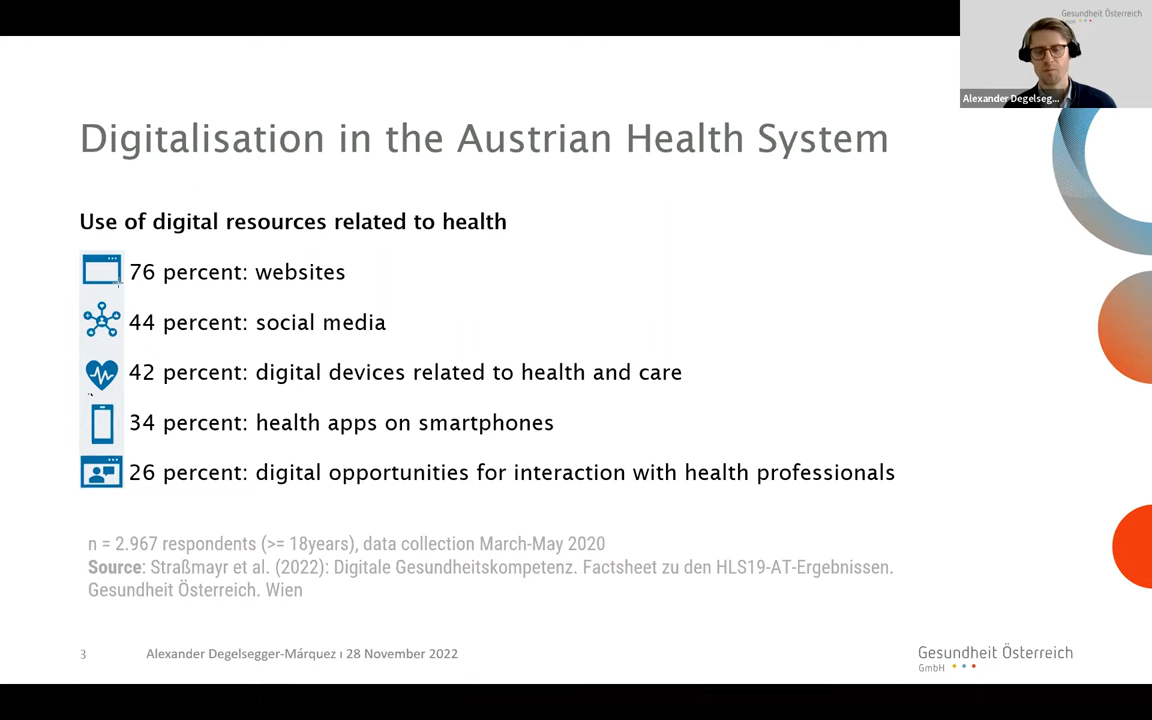 Gesundheit Österreich
Alexander Degelseg...
Digitalisation in the Austrian Health System
Use of digital resources related to health
76 percent: websites
44 percent: social media
42 percent: digital devices related to health and care
34 percent: health apps on smartphones
26 percent: digital opportunities for interaction with health professionals
n = 2.967 respondents (>= 18years), data collection March-May 2020
Source: Straßmayr et al. (2022): Digitale Gesundheitskompetenz. Factsheet zu den HLS19-AT-Ergebnissen.
Gesundheit Österreich. Wien
3 Alexander Degelsegger-Márquez ı 28 November 2022
Gesundheit Österreich
GmbH